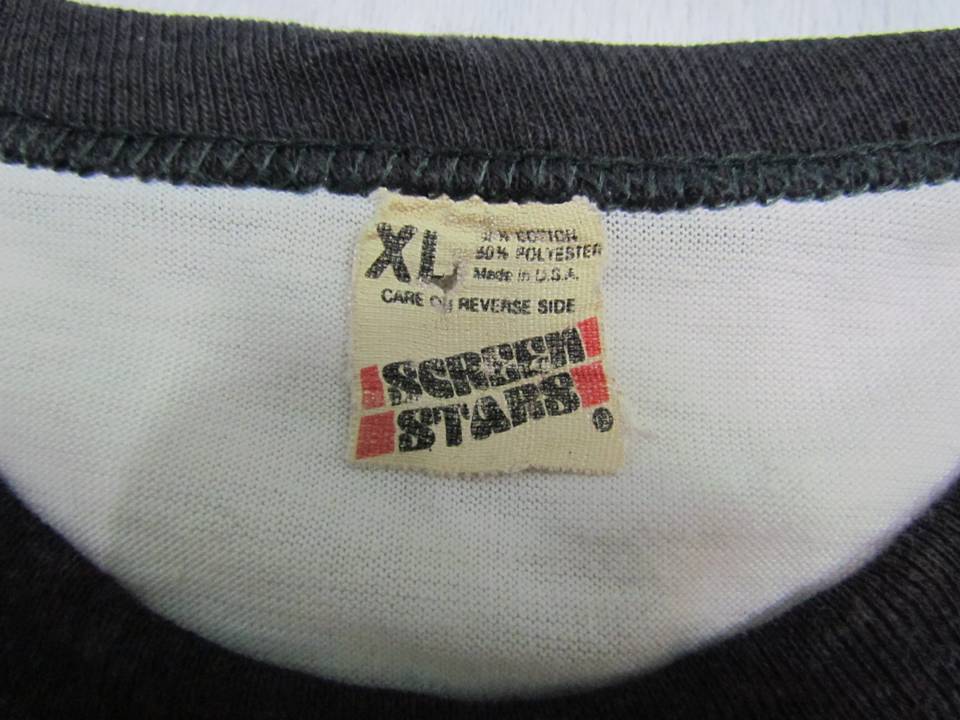 XL
% COTTON
50% POLYESTER
Made in U.S.A.
CARE ON REVERSE SIDE
SCREEN
STARS®